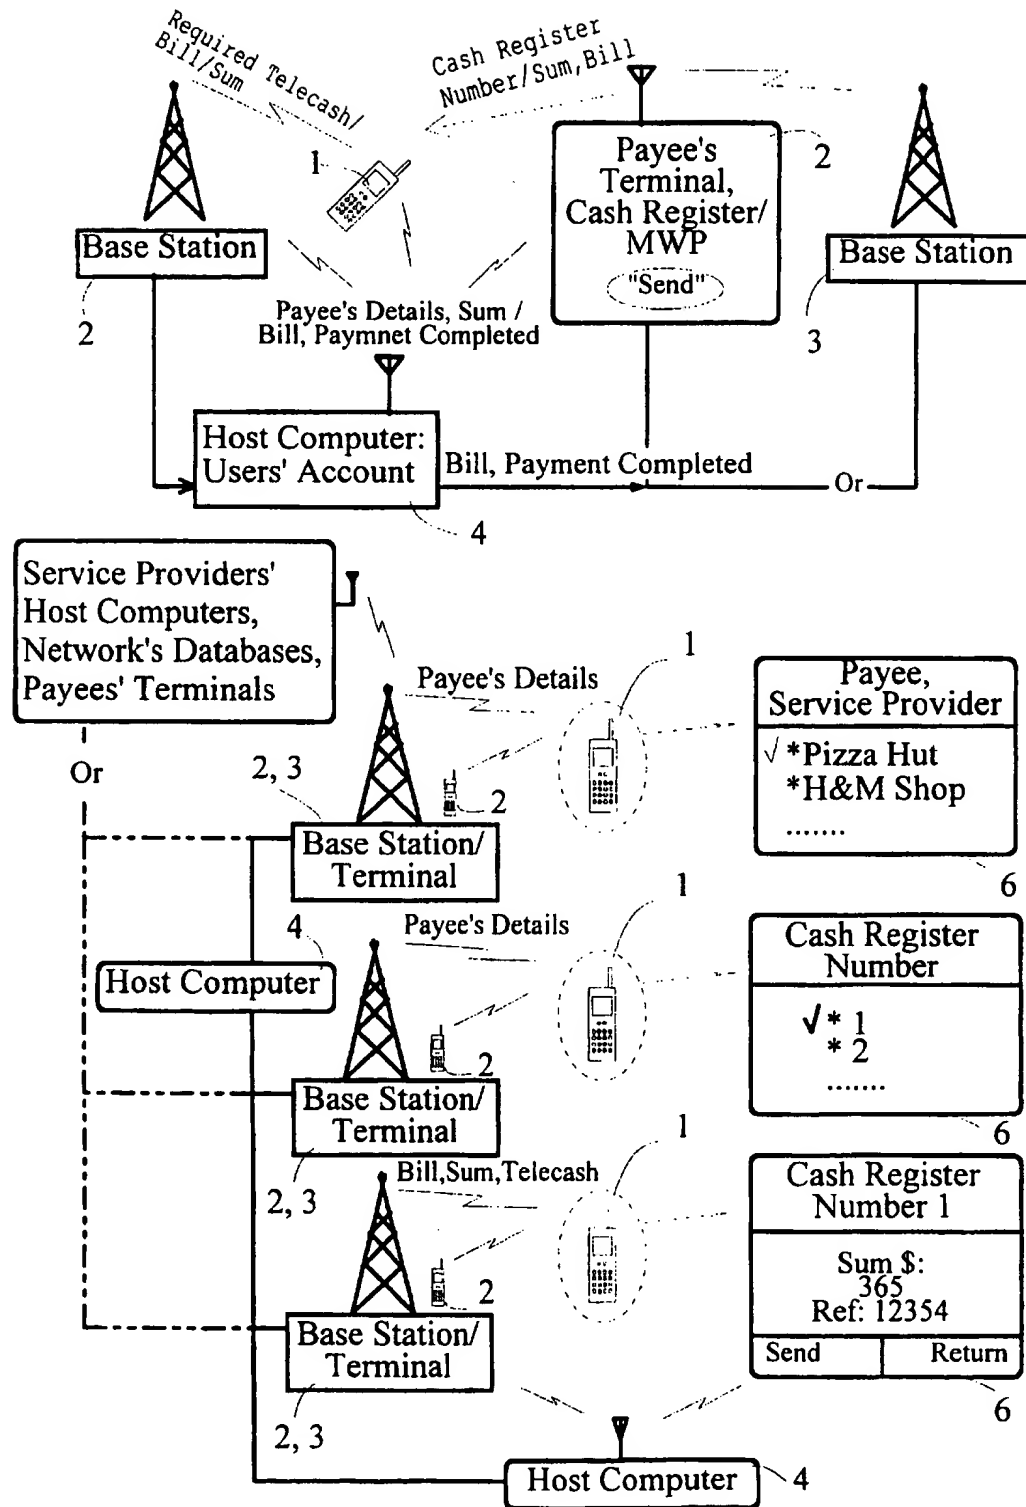 Required Telecash/
Bill/Sum
Cash Register
Number/Sum,Bill
1
Payee's
Terminal,
Cash Register/
MWP
"Send"
2
Base Station
2
Base Station
3
Payee's Details, Sum /
Bill, Paymnet Completed
Host Computer:
Users' Account
Bill, Payment Completed
Or
4
Service Providers'
Host Computers,
Network's Databases,
Payees' Terminals
Or
Payee's Details
1
2, 3
2
Base Station/
Terminal
Payee,
Service Provider
√ *Pizza Hut
*H&M Shop
.......
6
4
Host Computer
Payee's Details
1
2
Base Station/
Terminal
2, 3
Cash Register
Number
√ * 1
* 2
.......
6
Bill,Sum,Telecash
1
2
Base Station/
Terminal
2, 3
Cash Register
Number 1
Sum $:
365
Ref: 12354
Send Return
6
Host Computer
4